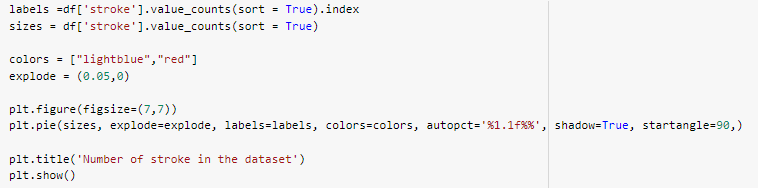 labels =df['stroke'].value_counts(sort = True).index
sizes = df['stroke'].value_counts(sort = True)
colors = ["lightblue","red"]
explode = (0.05,0)
plt.figure(figsize=(7,7))
plt.pie(sizes, explode=explode, labels=labels, colors=colors, autopct='%1.1f%%', shadow=True, startangle=90,)
plt.title('Number of stroke in the dataset')
plt.show()